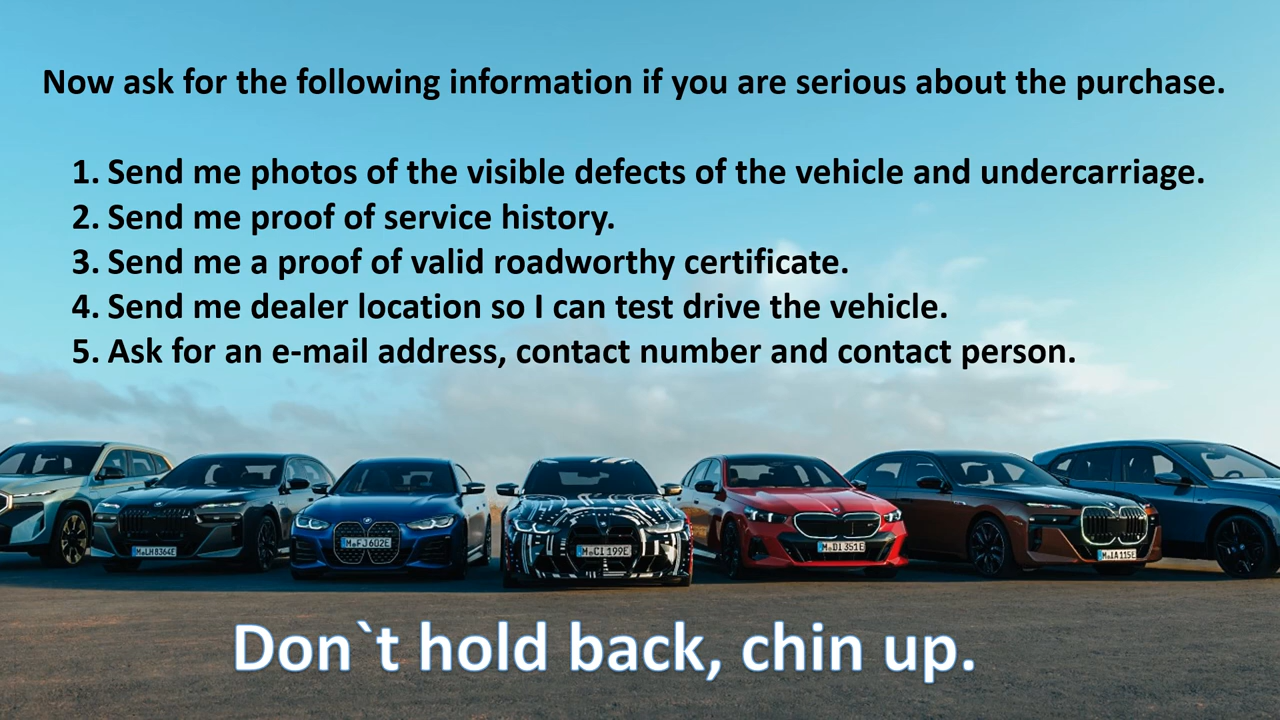 Now ask for the following information if you are serious about the purchase.
1. Send me photos of the visible defects of the vehicle and undercarriage.
2. Send me proof of service history.
3. Send me a proof of valid roadworthy certificate.
4. Send me dealer location so I can test drive the vehicle.
5. Ask for an e-mail address, contact number and contact person.
M LH 8364E
M FJ 602E
M CI 199E
M DI 351E
M IA 115E
Don`t hold back, chin up.